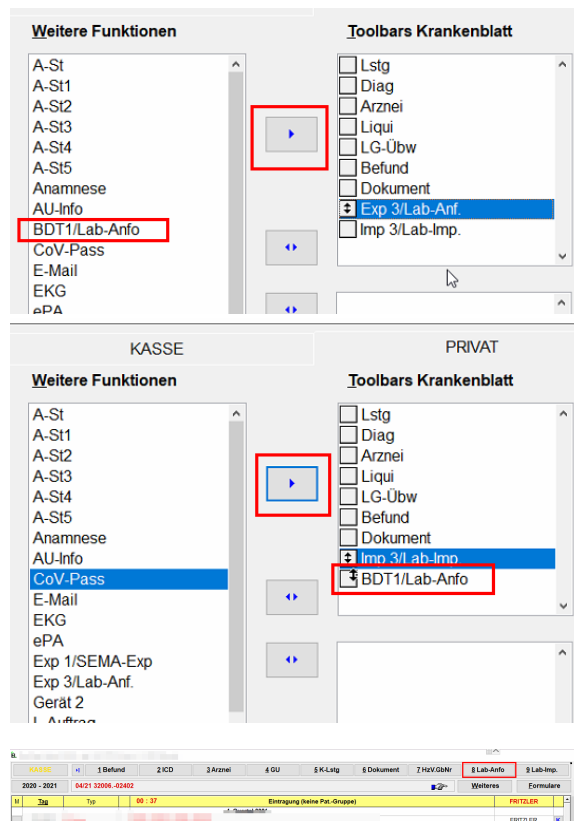 Weitere Funktionen
Toolbars Krankenblatt
A-St
A-St1
A-St2
A-St3
A-St4
A-St5
Anamnese
AU-Info
BDT1/Lab-Anfo
CoV-Pass
E-Mail
EKG
ePA
Lstg
Diag
Arznei
Liqui
LG-Übw
Befund
Dokument
Exp 3/Lab-Anf.
Imp 3/Lab-Imp.
KASSE
PRIVAT
Weitere Funktionen
Toolbars Krankenblatt
A-St
A-St1
A-St2
A-St3
A-St4
A-St5
Anamnese
AU-Info
CoV-Pass
E-Mail
EKG
ePA
Exp 1/SEMA-Exp
Exp 3/Lab-Anf.
Gerät 2
L-Auftrag
Lstg
Diag
Arznei
Liqui
LG-Übw
Befund
Dokument
Imp 3/Lab-Imp
BDT1/Lab-Anfo
B.
1 Befund 2 ICD 3 Arznei 4 GU 5 K-Lstg 6 Dokument 7 HzV.GbNr 8 Lab-Anfo 9 Lab-Imp.
2020 - 2021 04/21 32006.-02402 Weiteres Formulare
M Tag Typ 00 : 37 Eintragung (keine Pat.-Gruppe) FRITZLER
FRITZLER X